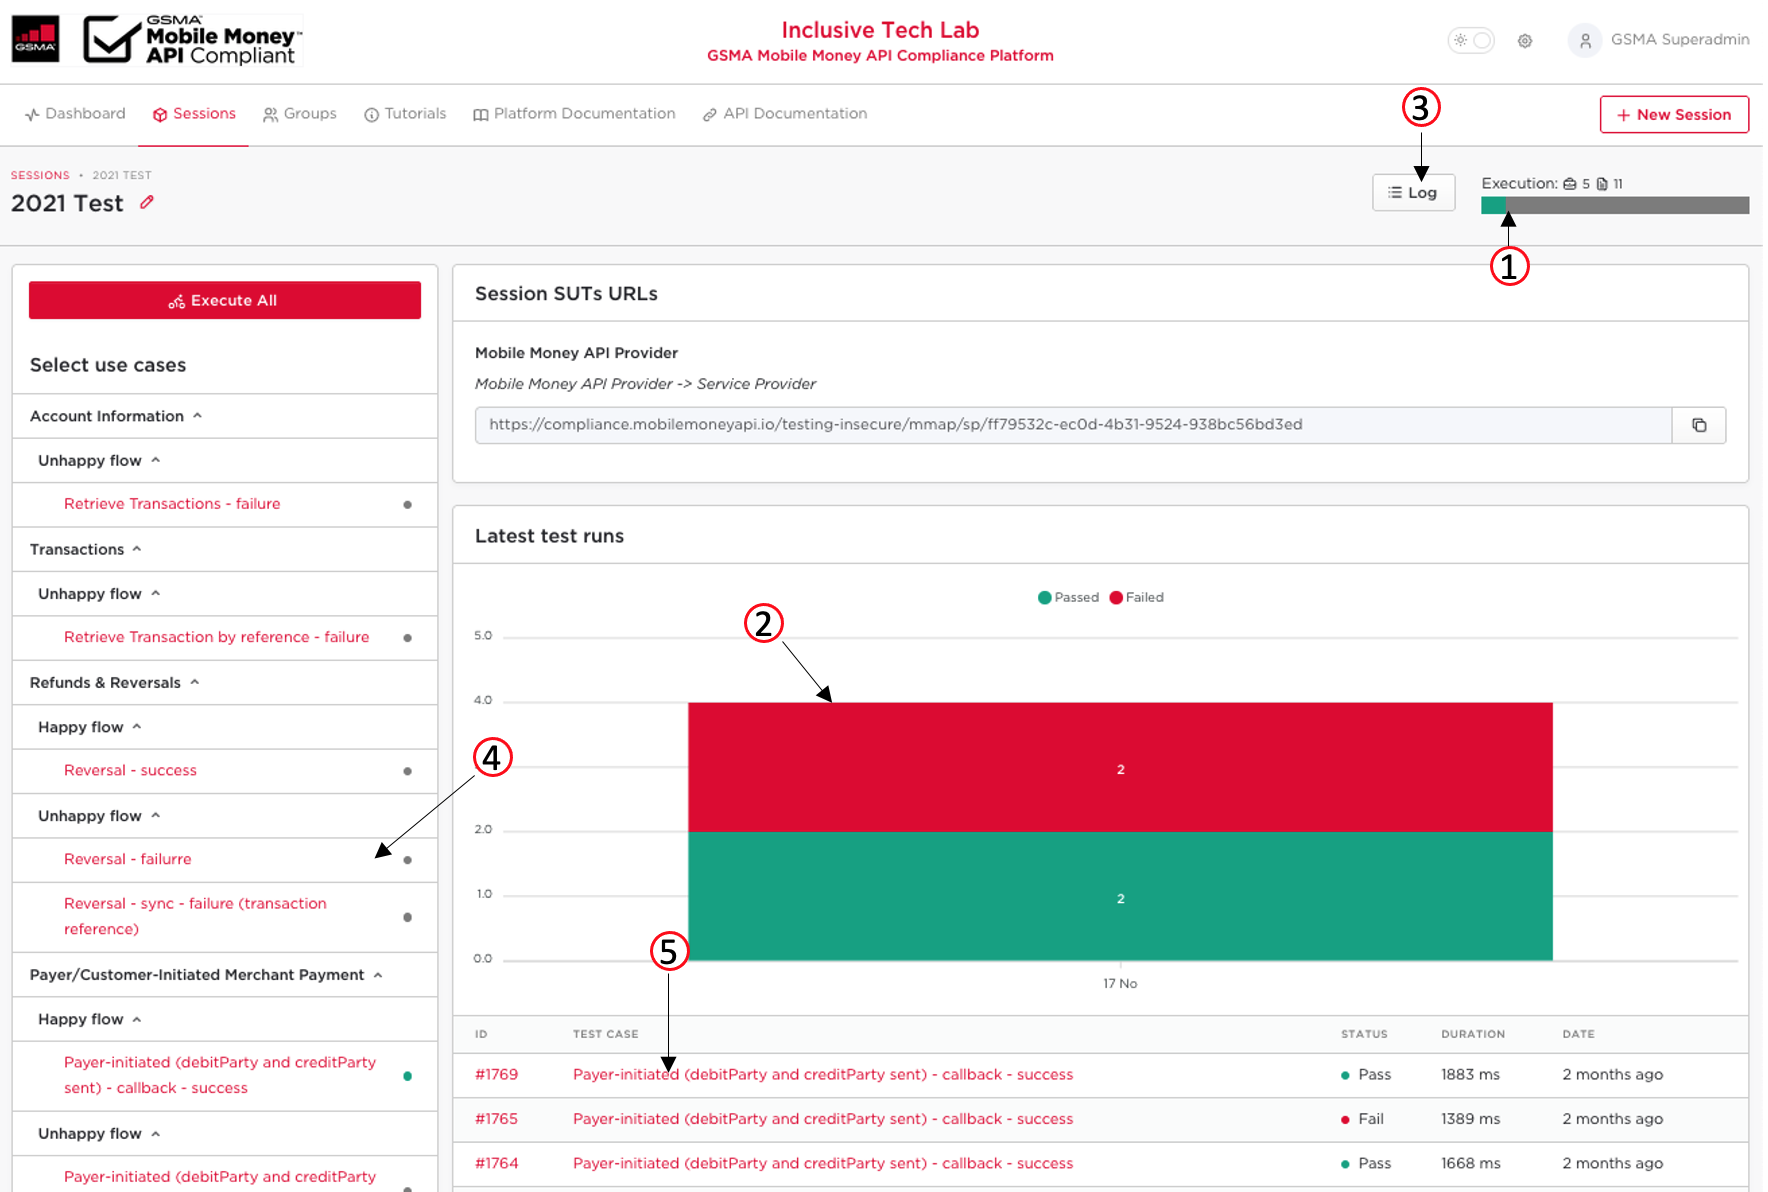 GSMA
GSMA™
Mobile Money™
API Compliant
Inclusive Tech Lab
GSMA Mobile Money API Compliance Platform
GSMA Superadmin
Dashboard
Sessions
Groups
Tutorials
Platform Documentation
API Documentation
3
+ New Session
SESSIONS • 2021 TEST
2021 Test
Log
Execution: 5 11
1
Execute All
Select use cases
Account Information
Unhappy flow
Retrieve Transactions - failure
Transactions
Unhappy flow
Retrieve Transaction by reference - failure
Refunds & Reversals
Happy flow
Reversal - success
Unhappy flow
Reversal - failurre
Reversal - sync - failure (transaction
reference)
Payer/Customer-Initiated Merchant Payment
Happy flow
Payer-initiated (debitParty and creditParty
sent) - callback - success
Unhappy flow
Payer-initiated (debitParty and creditParty
4
Session SUTs URLs
Mobile Money API Provider
Mobile Money API Provider -> Service Provider
https://compliance.mobilemoneyapi.io/testing-insecure/mmap/sp/ff79532c-ec0d-4b31-9524-938bc56bd3ed
Latest test runs
Passed Failed
2
5.0
4.0
2.0
1.0
0.0
2
2
17 No
5
ID TEST CASE STATUS DURATION DATE
#1769 Payer-initiated (debitParty and creditParty sent) - callback - success Pass 1883 ms 2 months ago
#1765 Payer-initiated (debitParty and creditParty sent) - callback - success Fail 1389 ms 2 months ago
#1764 Payer-initiated (debitParty and creditParty sent) - callback - success Pass 1668 ms 2 months ago